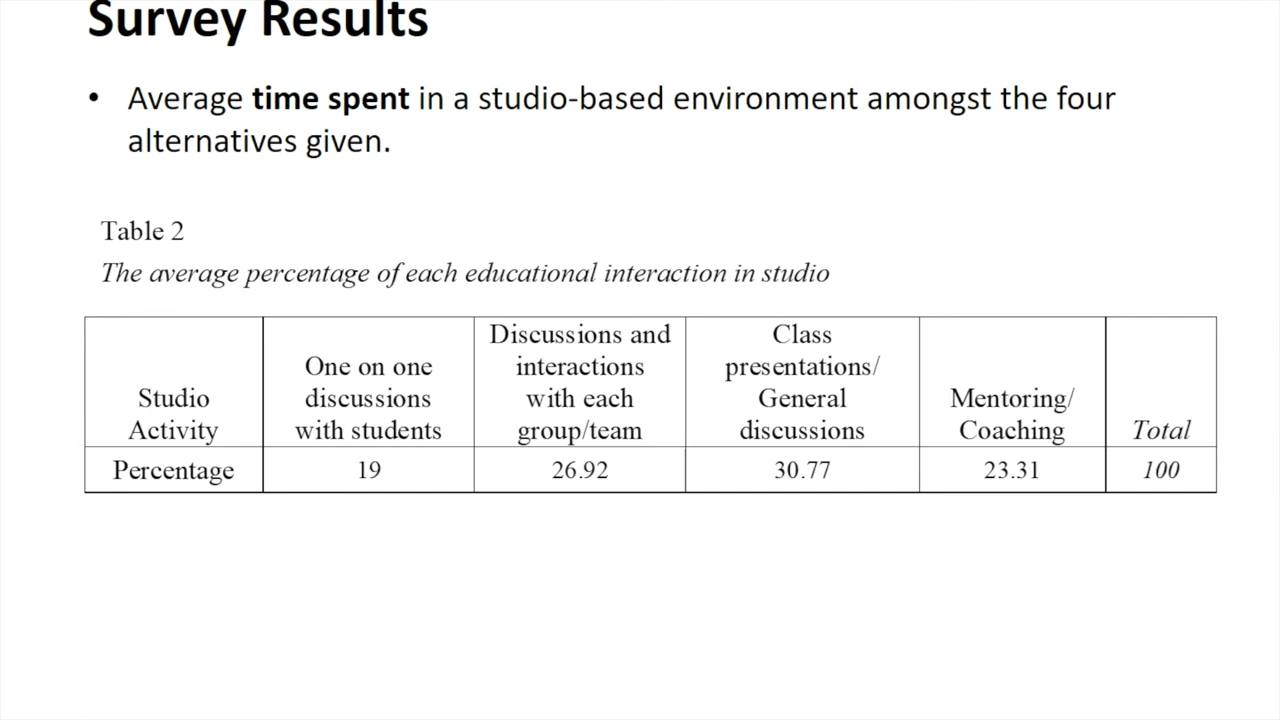 Survey Results
• Average time spent in a studio-based environment amongst the four
alternatives given.
Table 2
The average percentage of each educational interaction in studio
Studio
Activity
One on one
discussions
with students
Discussions and
interactions
with each
group/team
Class
presentations/
General
discussions
Mentoring/
Coaching
Total
Percentage
19
26.92
30.77
23.31
100